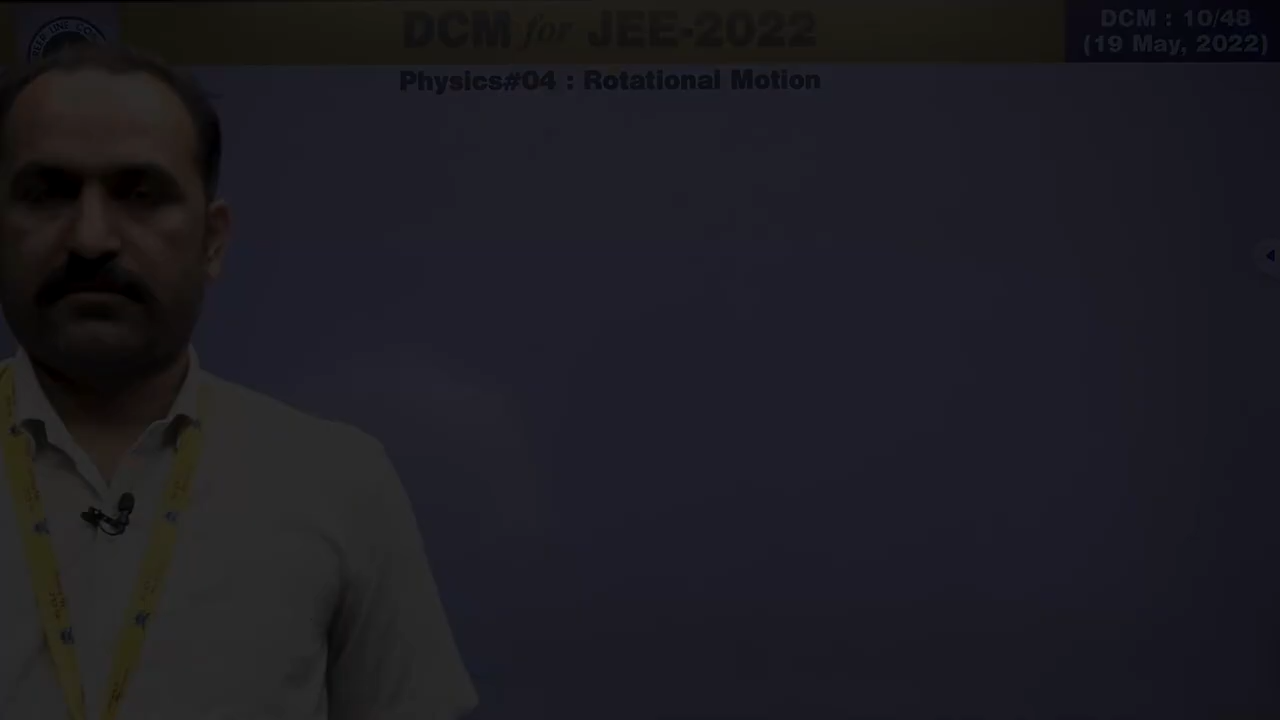 DCM for JEE-2022
DCM : 10/48
(19 May, 2022)
Physics#04 : Rotational Motion